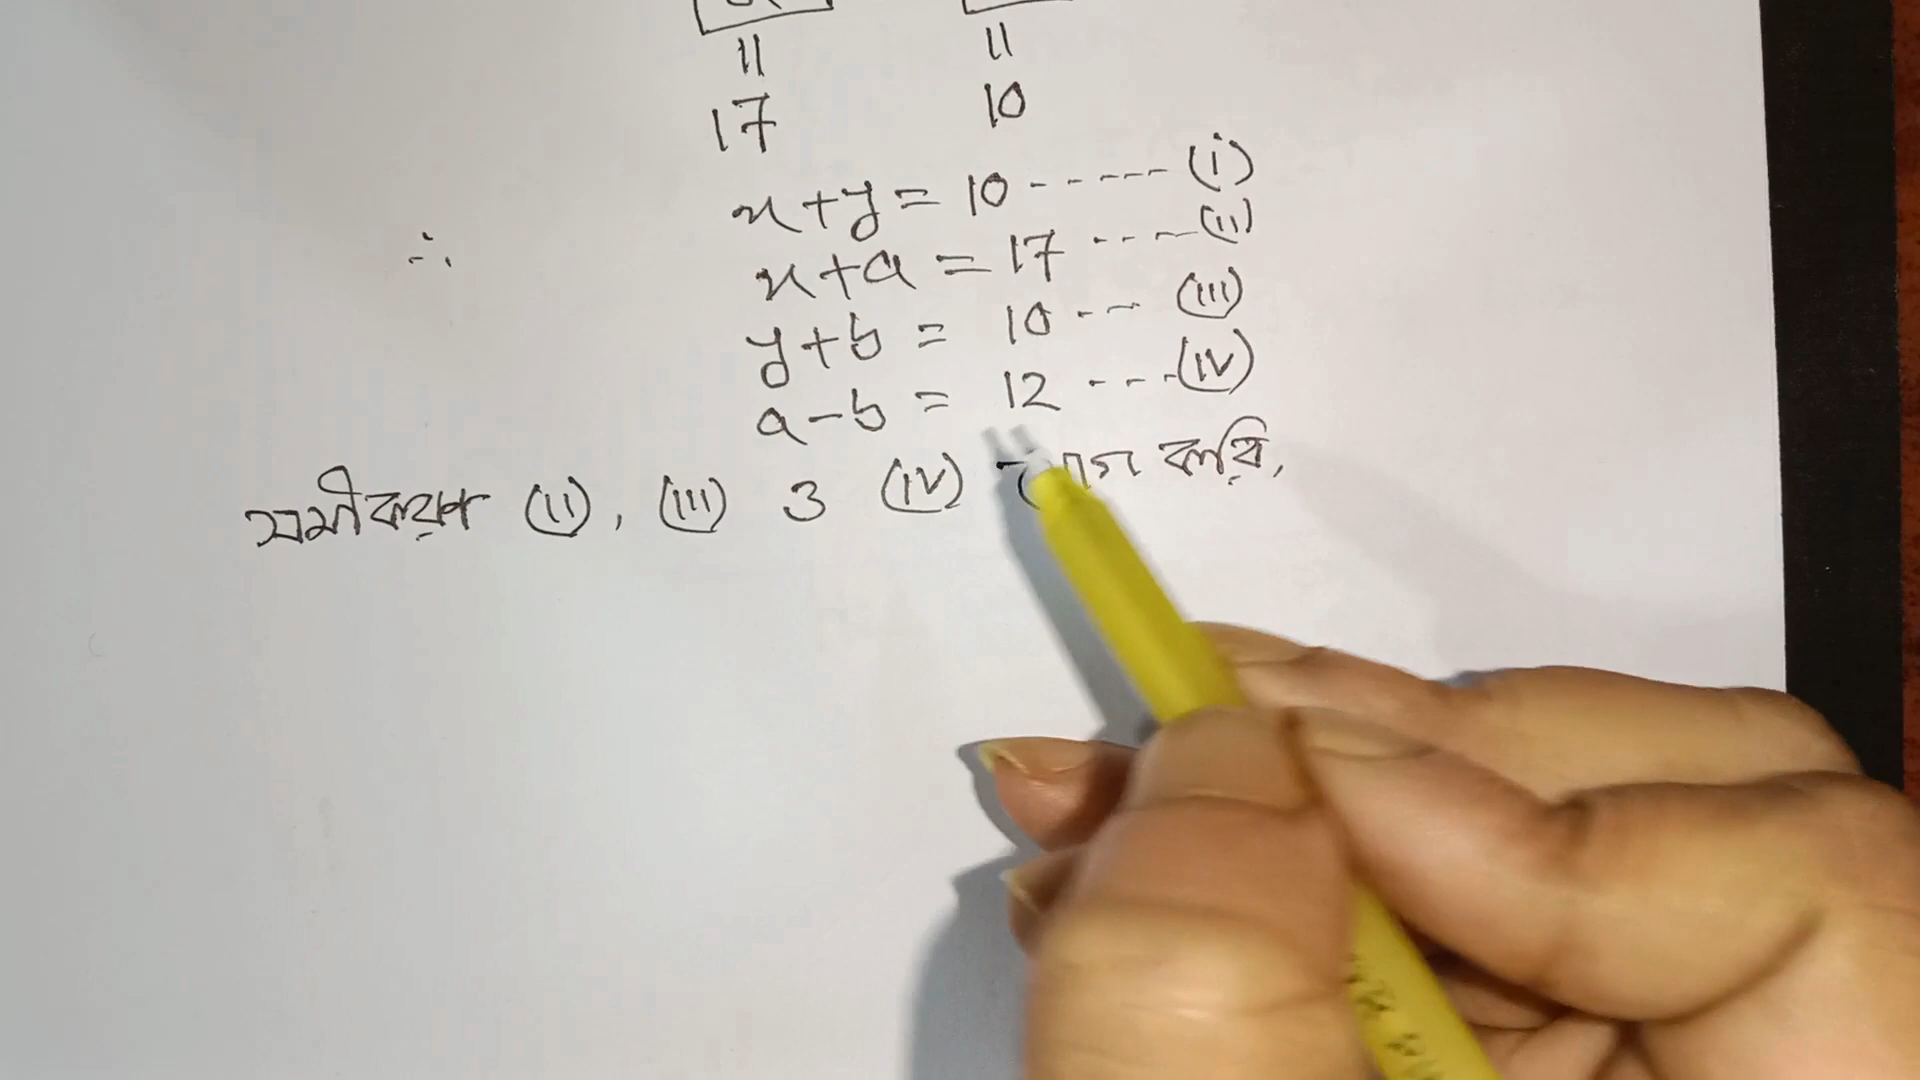 11 11
17 10
∴ x+y = 10 ------ (i)
x+a = 17 ---- (ii)
y+b = 10 --- (iii)
a-b = 12 --- (iv)
সমীকরণ (ii), (iii) ও (iv) যোগ করি,